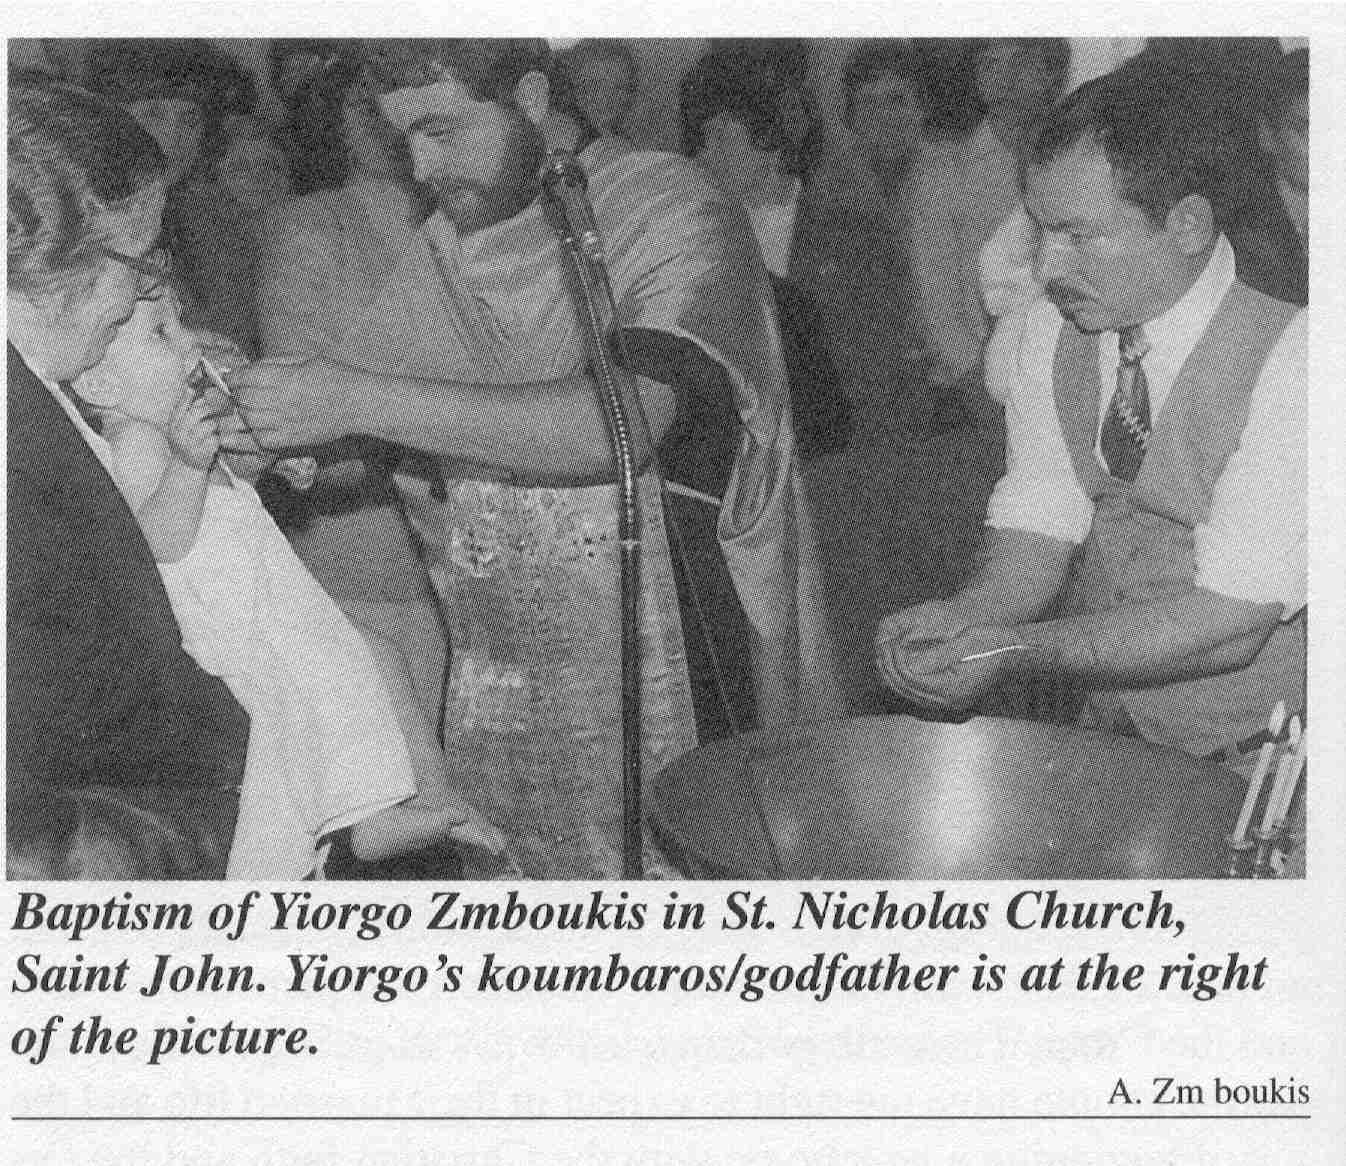 Baptism of Yiorgo Zmboukis in St. Nicholas Church,
Saint John. Yiorgo's koumbaros/godfather is at the right
of the picture.
A. Zm boukis